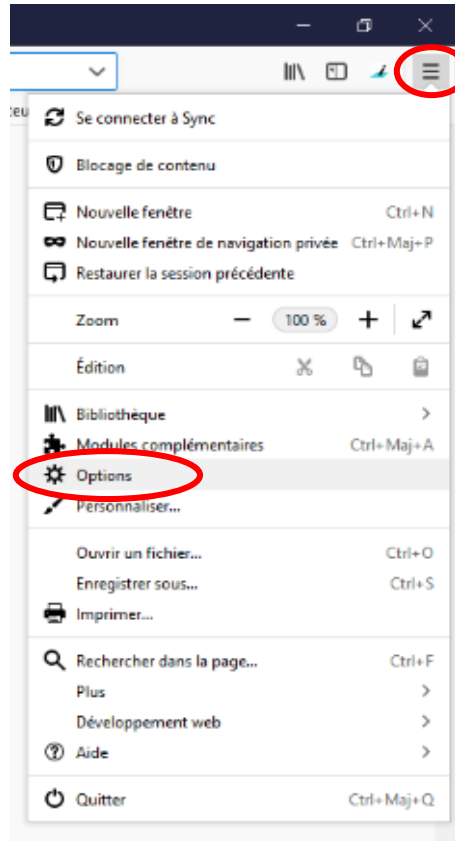 teu
Se connecter à Sync
Blocage de contenu
Nouvelle fenêtre Ctrl+N
Nouvelle fenêtre de navigation privée Ctrl+Maj+P
Restaurer la session précédente
Zoom 100 %
Édition
Bibliothèque
Modules complémentaires Ctrl+Maj+A
Options
Personnaliser...
Ouvrir un fichier... Ctrl+O
Enregistrer sous... Ctrl+S
Imprimer...
Rechercher dans la page... Ctrl+F
Plus
Développement web
Aide
Quitter Ctrl+Maj+Q